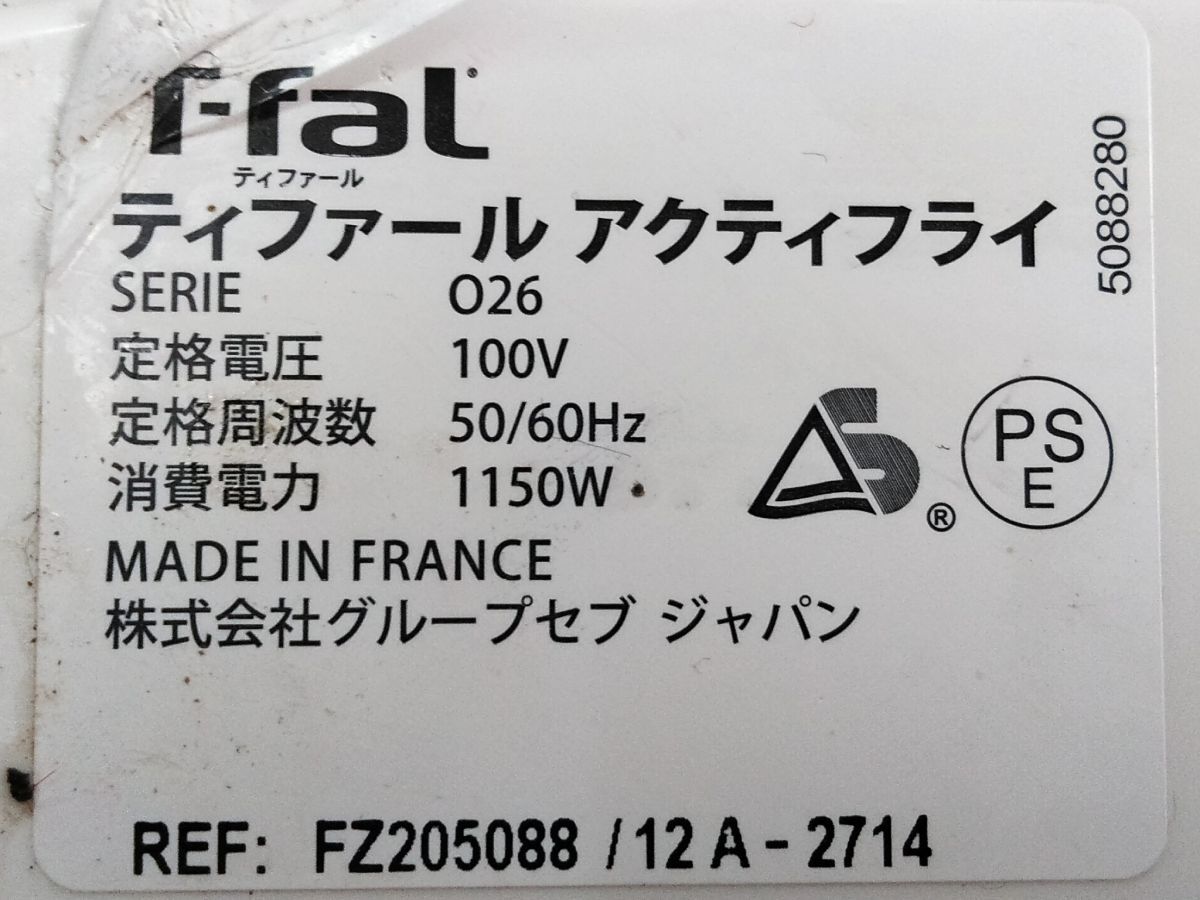 T-fal®
ティファール
ティファール アクティフライ
SERIE O26
定格電圧 100V
定格周波数 50/60Hz
消費電力 1150W
MADE IN FRANCE
株式会社グループセブ ジャパン
S
®
PS
E
5088280
REF: FZ205088 / 12 A - 2714